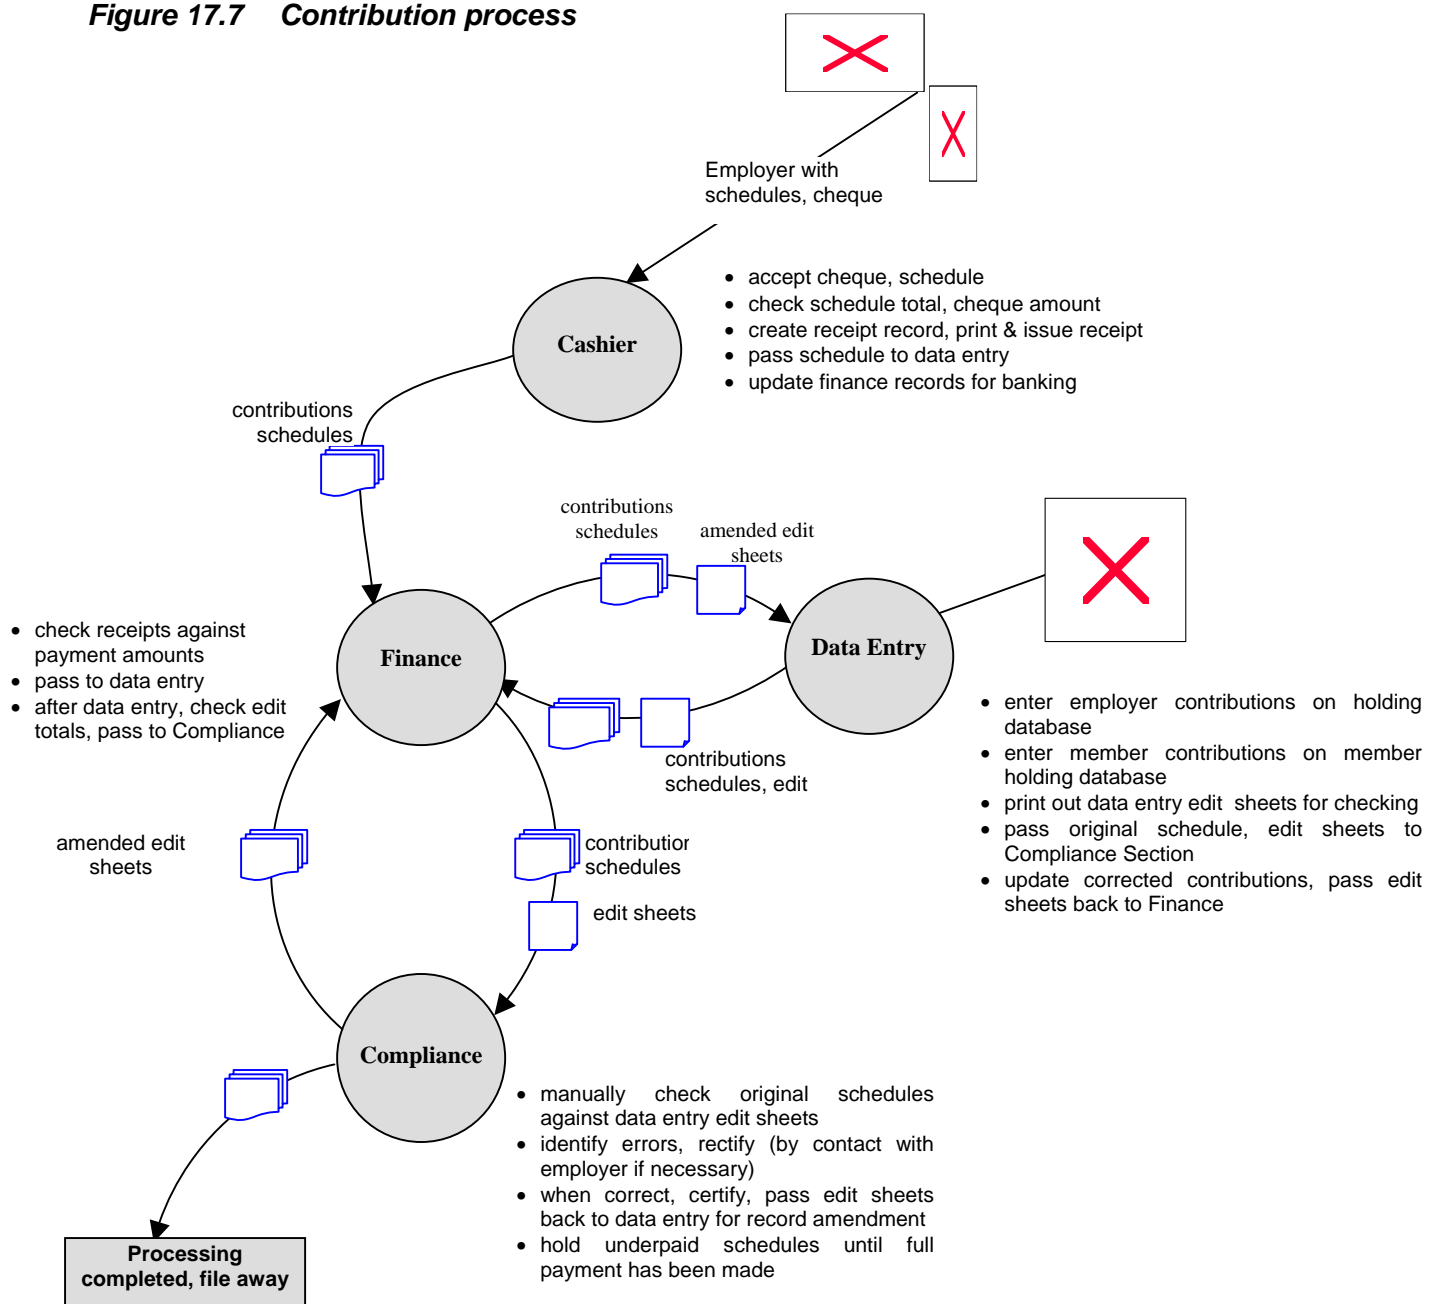 Figure 17.7 Contribution process
Employer with
schedules, cheque
• accept cheque, schedule
• check schedule total, cheque amount
• create receipt record, print & issue receipt
• pass schedule to data entry
• update finance records for banking
Cashier
contributions
schedules
contributions
schedules
amended edit
sheets
• check receipts against
payment amounts
• pass to data entry
• after data entry, check edit
totals, pass to Compliance
Finance
Data Entry
contributions
schedules, edit
• enter employer contributions on holding
database
• enter member contributions on member
holding database
• print out data entry edit sheets for checking
• pass original schedule, edit sheets to
Compliance Section
• update corrected contributions, pass edit
sheets back to Finance
amended edit
sheets
contribution
schedules
edit sheets
Compliance
• manually check original schedules
against data entry edit sheets
• identify errors, rectify (by contact with
employer if necessary)
• when correct, certify, pass edit sheets
back to data entry for record amendment
• hold underpaid schedules until full
payment has been made
Processing
completed, file away